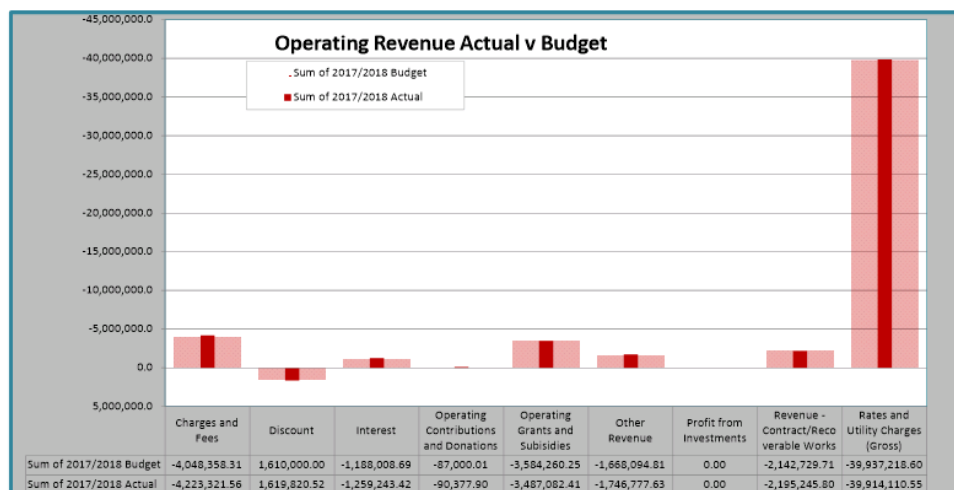 -45,000,000.0
Operating Revenue Actual v Budget
-40,000,000.0
Sum of 2017/2018 Budget
Sum of 2017/2018 Actual
-35,000,000.0
-30,000,000.0
-25,000,000.0
-20,000,000.0
-15,000,000.0
-10,000,000.0
-5,000,000.0
0.0
5,000,000.0
Charges and
Fees
Discount
Interest
Operating
Contributions
and Donations
Operating
Grants and
Subisidies
Other
Revenue
Profit from
Investments
Revenue -
Contract/Reco
verable Works
Rates and
Utility Charges
(Gross)
Sum of 2017/2018 Budget -4,048,358.31 1,610,000.00 -1,188,008.69 -87,000.01 -3,584,260.25 -1,668,094.81 0.00 -2,142,729.71 -39,937,218.60
Sum of 2017/2018 Actual -4,223,321.56 1,619,820.52 -1,259,243.42 -90,377.90 -3,487,082.41 -1,746,777.63 0.00 -2,195,245.80 -39,914,110.55